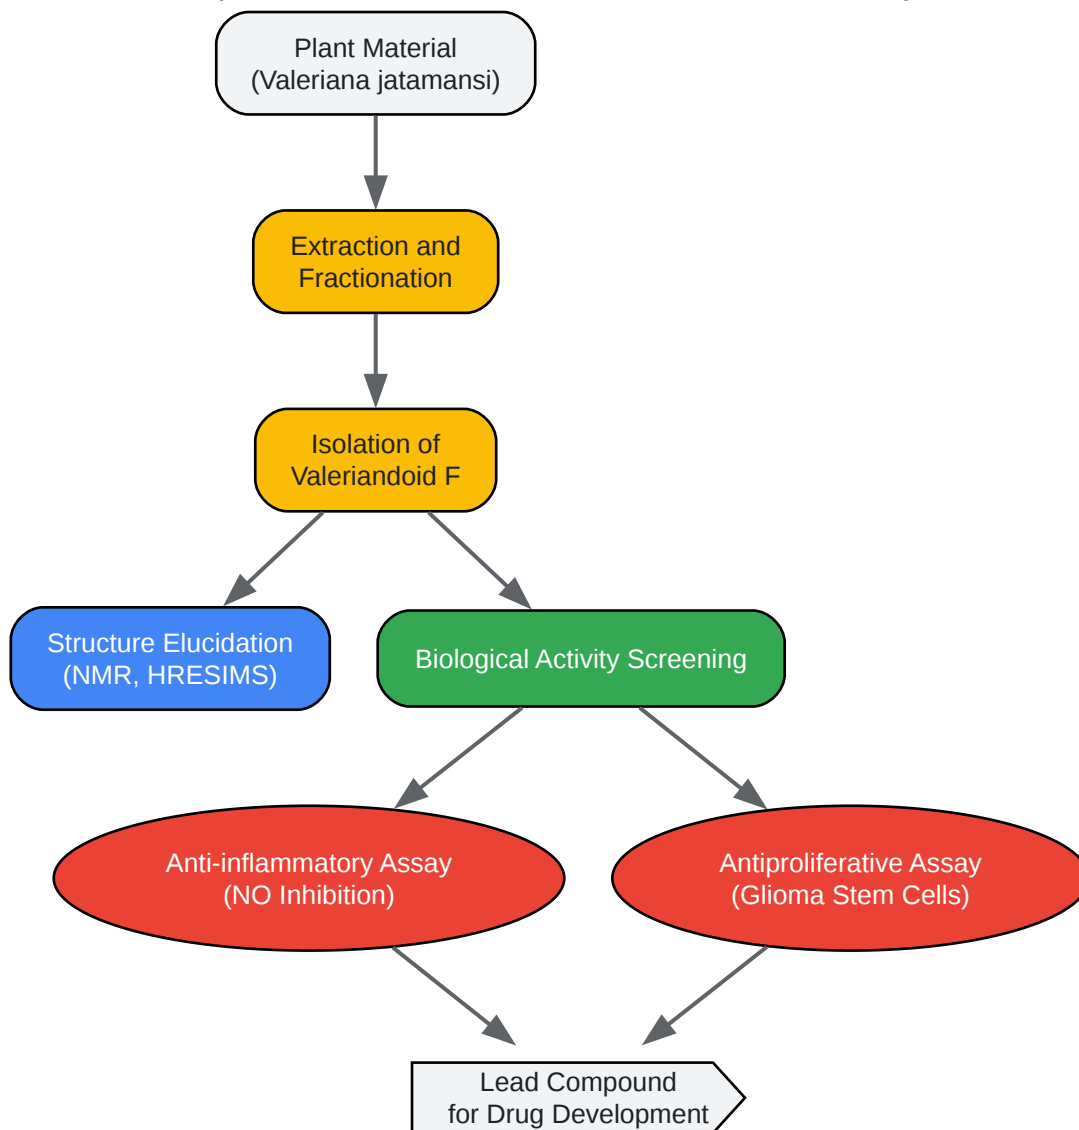 Plant Material
(Valeriana jatamansi)
Extraction and
Fractionation
Isolation of
Valeriandoid F
Structure Elucidation
(NMR, HRESIMS)
Biological Activity Screening
Anti-inflammatory Assay
(NO Inhibition)
Antiproliferative Assay
(Glioma Stem Cells)
Lead Compound
for Drug Development